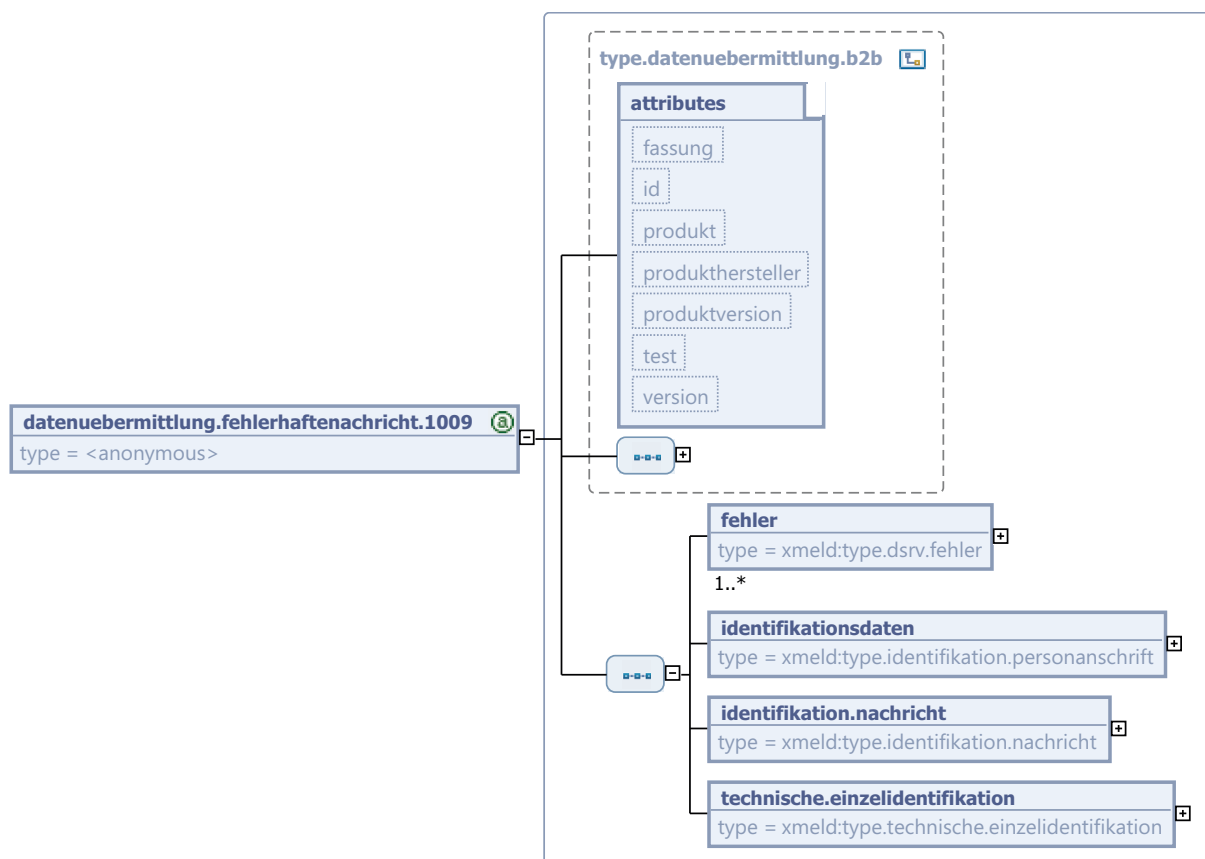 type.datenuebermittlung.b2b
attributes
fassung
id
produkt
produkthersteller
produktversion
test
version
datenuebermittlung.fehlerhaftenachricht.1009
type = <anonymous>
fehler
type = xmeld:type.dsrv.fehler
1..*
identifikationsdaten
type = xmeld:type.identifikation.personanschrift
identifikation.nachricht
type = xmeld:type.identifikation.nachricht
technische.einzelidentifikation
type = xmeld:type.technische.einzelidentifikation